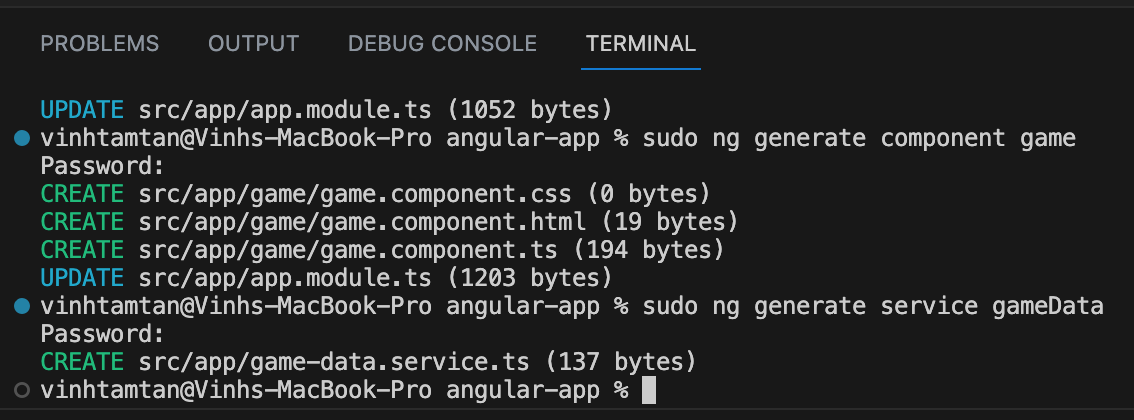 PROBLEMS OUTPUT DEBUG CONSOLE TERMINAL
UPDATE src/app/app.module.ts (1052 bytes)
vinhtamtan@Vinhs-MacBook-Pro angular-app % sudo ng generate component game
Password:
CREATE src/app/game/game.component.css (0 bytes)
CREATE src/app/game/game.component.html (19 bytes)
CREATE src/app/game/game.component.ts (194 bytes)
UPDATE src/app/app.module.ts (1203 bytes)
vinhtamtan@Vinhs-MacBook-Pro angular-app % sudo ng generate service gameData
Password:
CREATE src/app/game-data.service.ts (137 bytes)
vinhtamtan@Vinhs-MacBook-Pro angular-app %